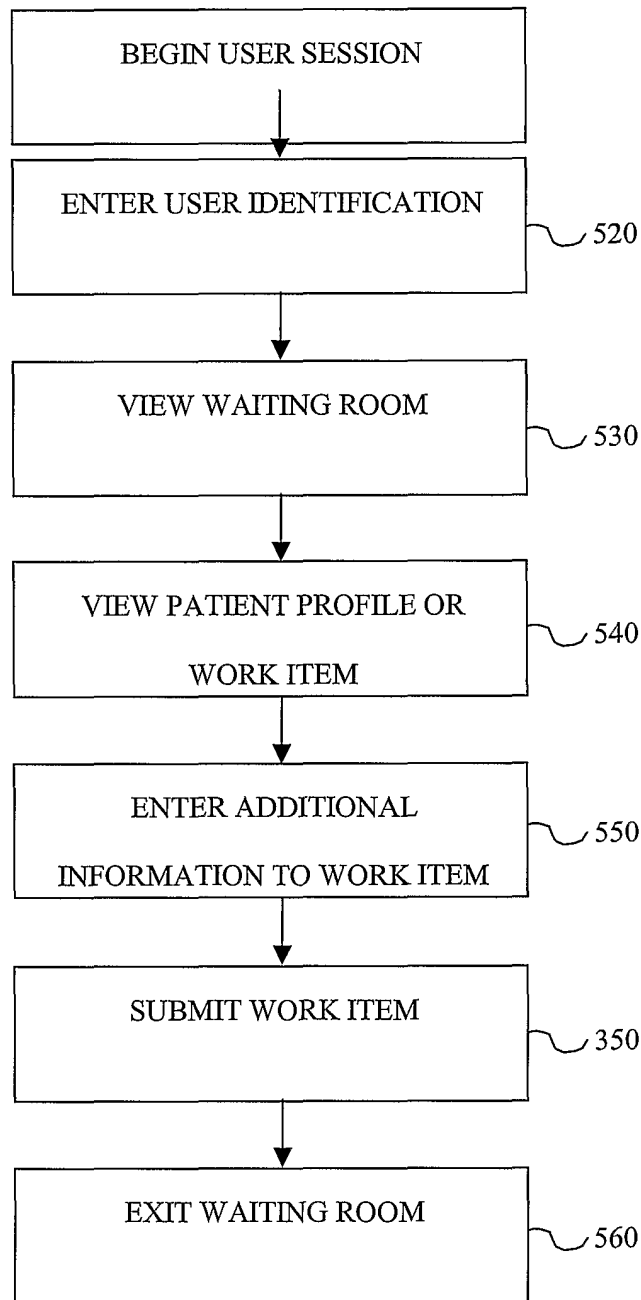 BEGIN USER SESSION
ENTER USER IDENTIFICATION
520
VIEW WAITING ROOM
530
VIEW PATIENT PROFILE OR
WORK ITEM
540
ENTER ADDITIONAL
INFORMATION TO WORK ITEM
550
SUBMIT WORK ITEM
350
EXIT WAITING ROOM
560